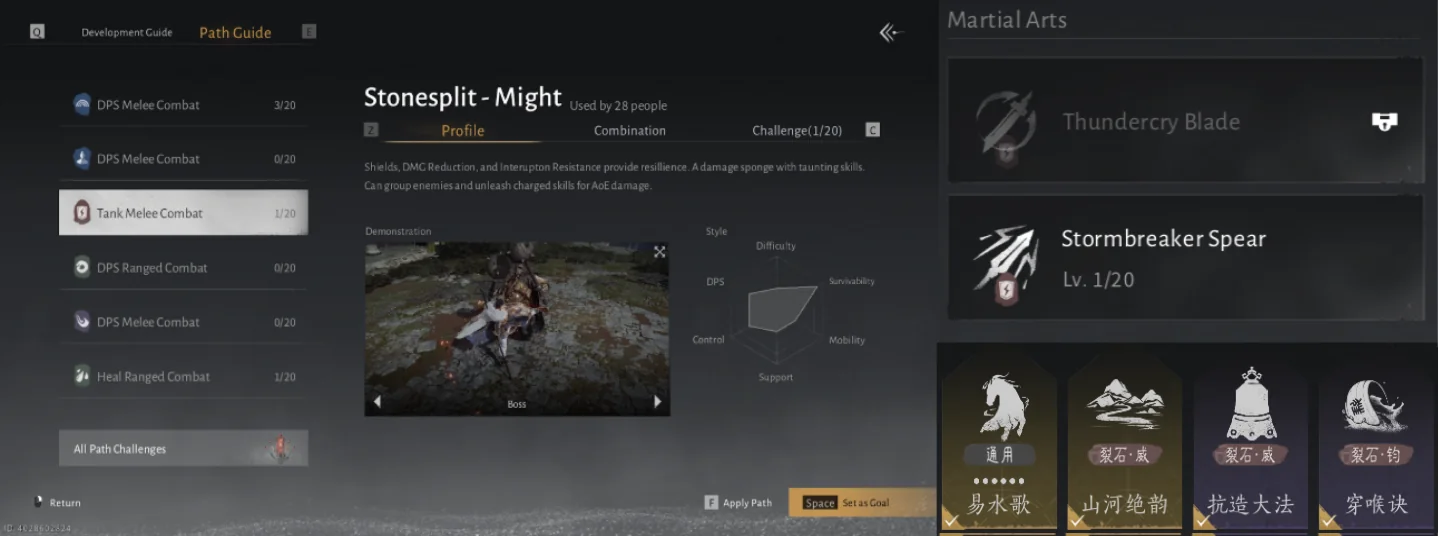 Q
Development Guide
Path Guide
E
DPS Melee Combat 3/20
DPS Melee Combat 0/20
Tank Melee Combat 1/20
DPS Ranged Combat 0/20
DPS Melee Combat 0/20
Heal Ranged Combat 1/20
All Path Challenges
Return
ID: 4028602824
Stonesplit - Might Used by 28 people
Z Profile Combination Challenge(1/20) C
Shields, DMG Reduction, and Interuption Resistance provide resillience. A damage sponge with taunting skills.
Can group enemies and unleash charged skills for AoE damage.
Demonstration
Boss
Style
Difficulty
DPS
Survivability
Control
Mobility
Support
F Apply Path
Space Set as Goal
Martial Arts
Thundercry Blade
Stormbreaker Spear
Lv. 1/20
通用
易水歌
裂石·威
山河绝韵
裂石·威
抗造大法
裂石·钧
穿喉诀